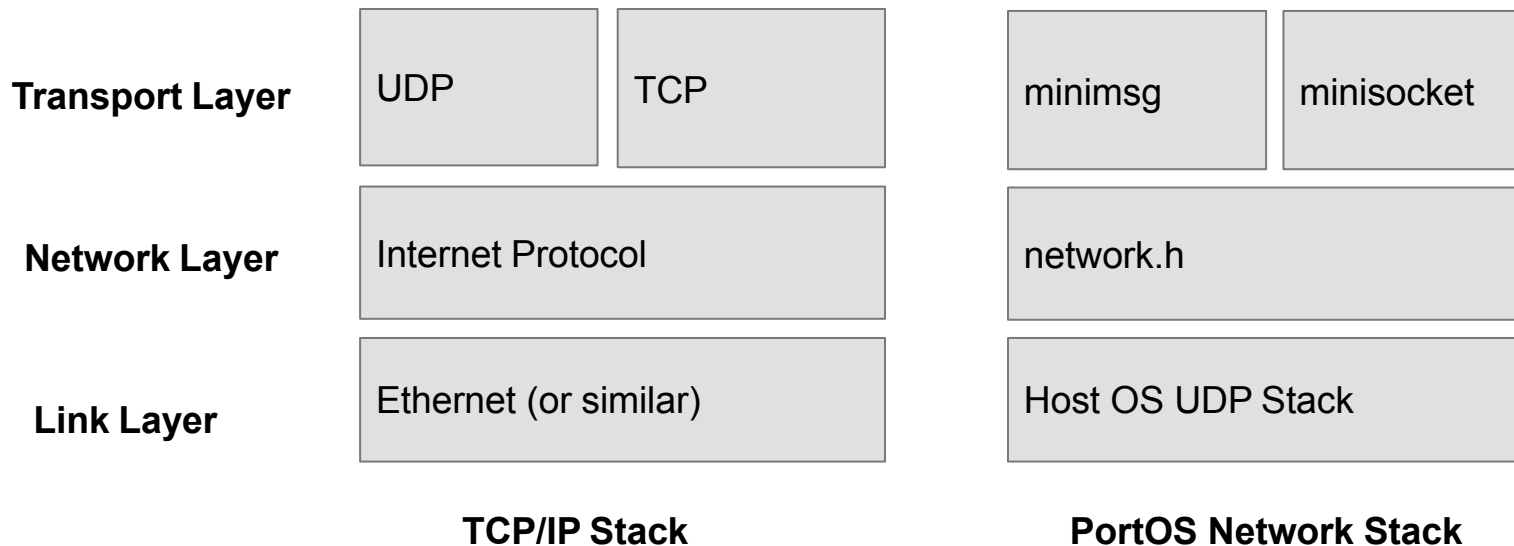 Transport Layer
UDP
TCP
minimsg
minisocket
Network Layer
Internet Protocol
network.h
Link Layer
Ethernet (or similar)
Host OS UDP Stack
TCP/IP Stack
PortOS Network Stack